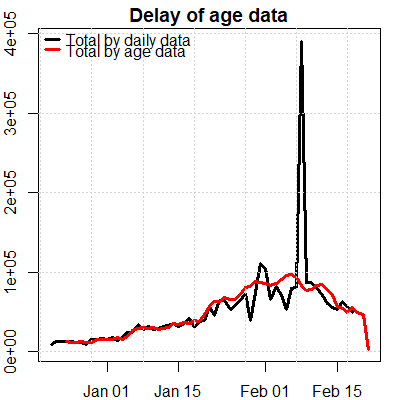 Delay of age data
Total by daily data
Total by age data
4e+05
3e+05
2e+05
1e+05
0e+00
Jan 01 Jan 15 Feb 01 Feb 15